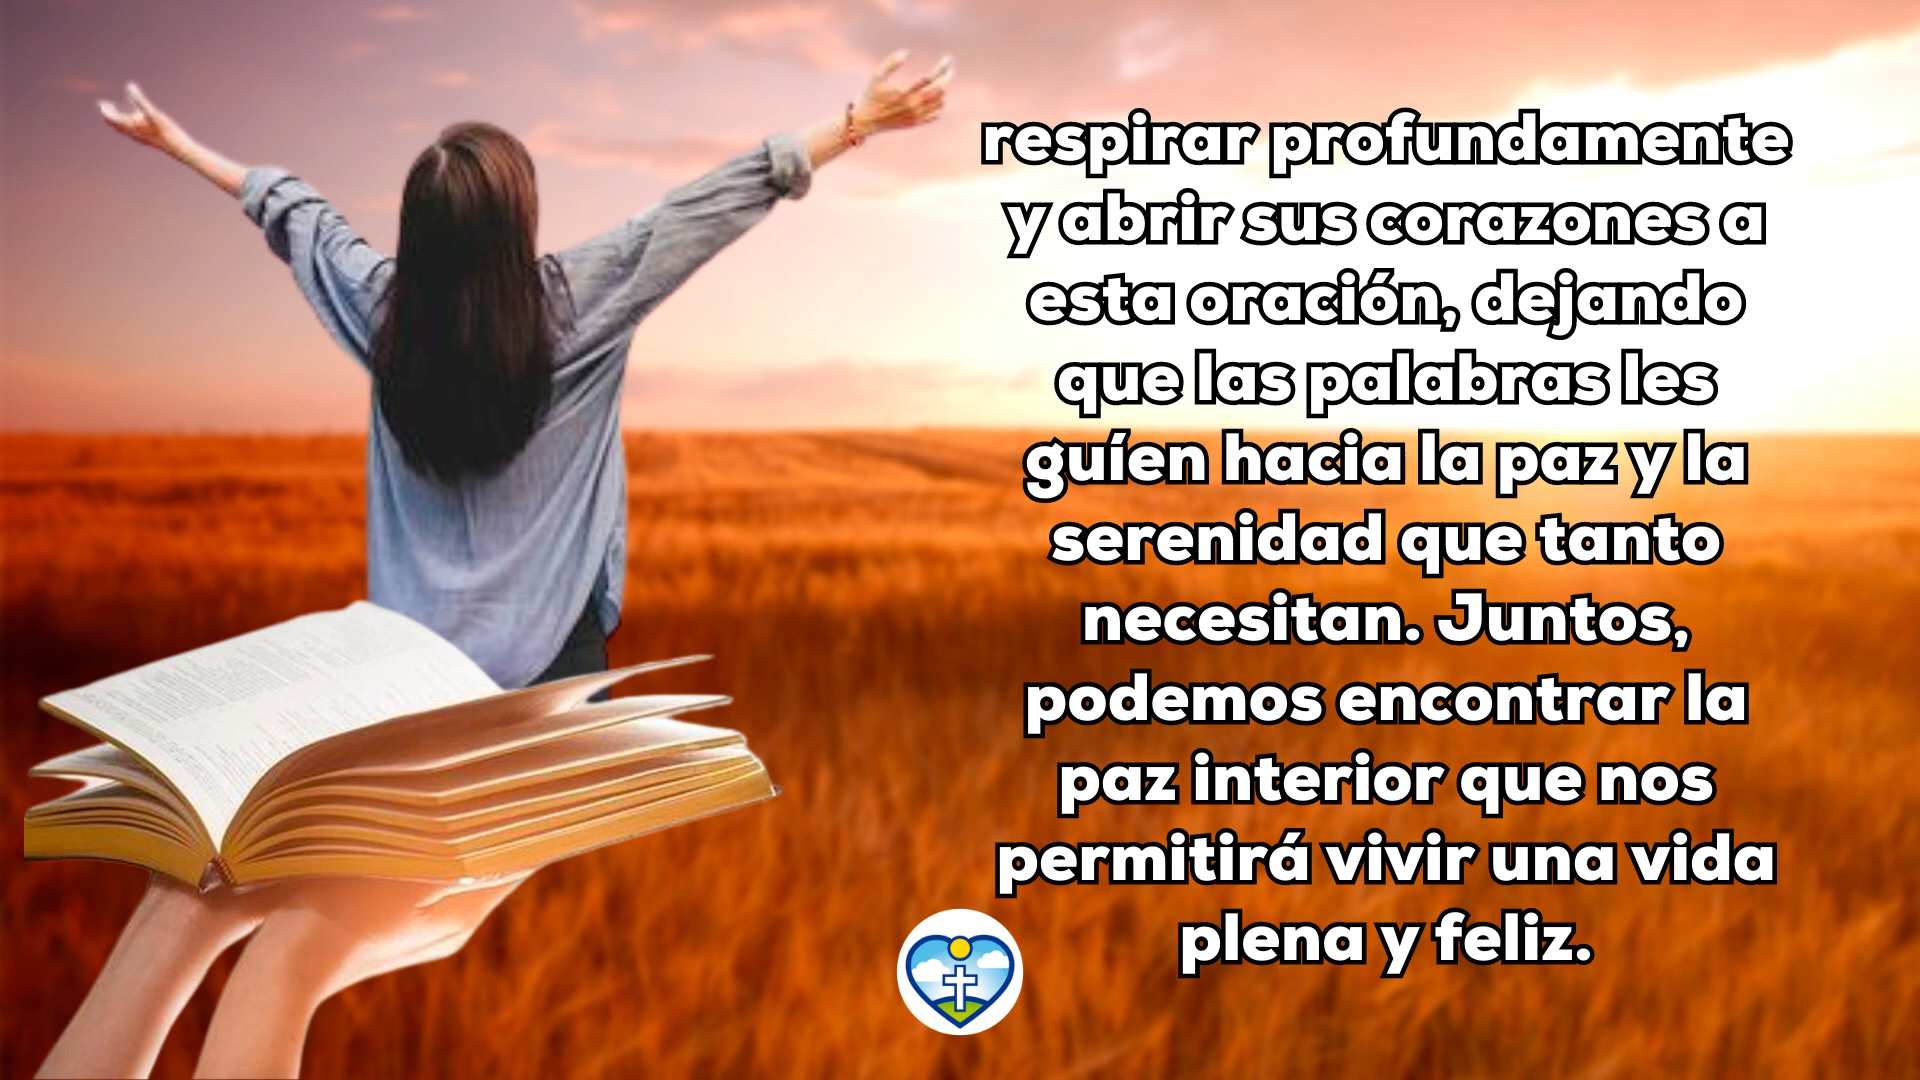 respirar profundamente
y abrir sus corazones a
esta oración, dejando
que las palabras les
guíen hacia la paz y la
serenidad que tanto
necesitan. Juntos,
podemos encontrar la
paz interior que nos
permitirá vivir una vida
plena y feliz.